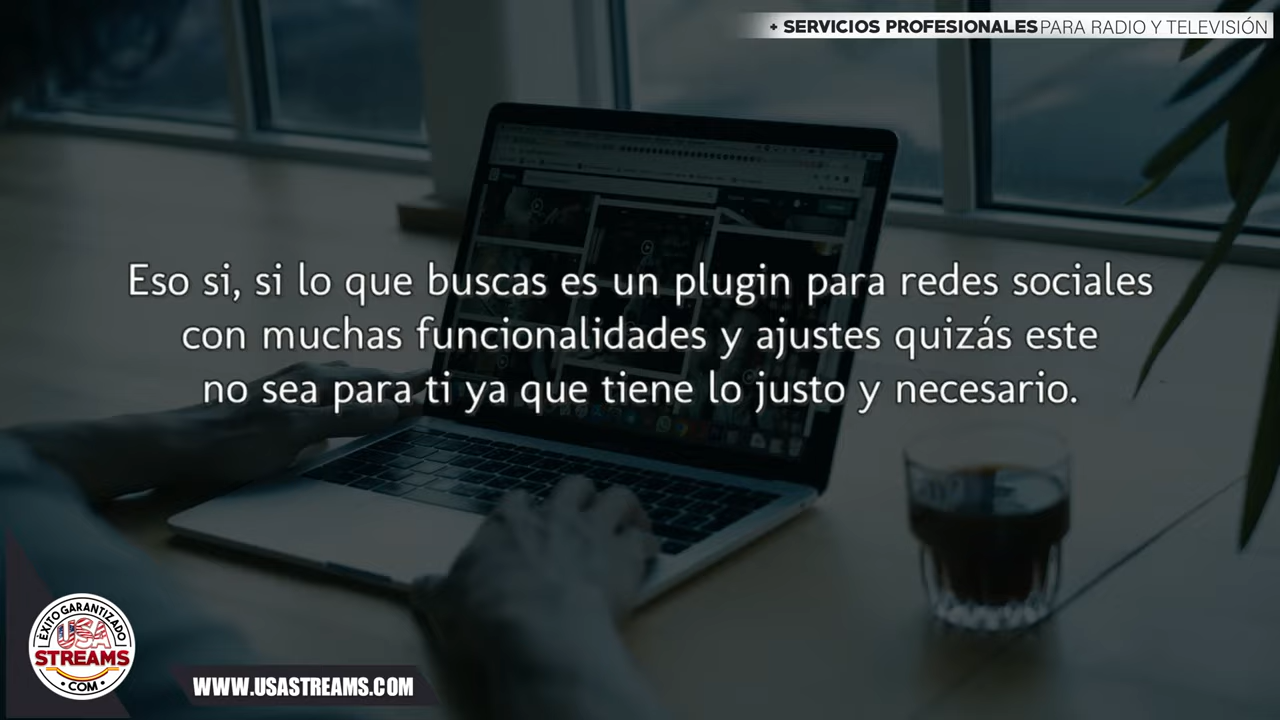 + SERVICIOS PROFESIONALES PARA RADIO Y TELEVISIÓN
Eso si, si lo que buscas es un plugin para redes sociales
con muchas funcionalidades y ajustes quizás este
no sea para ti ya que tiene lo justo y necesario.
ÉXITO GARANTIZADO
USA
STREAMS
.COM.
WWW.USASTREAMS.COM